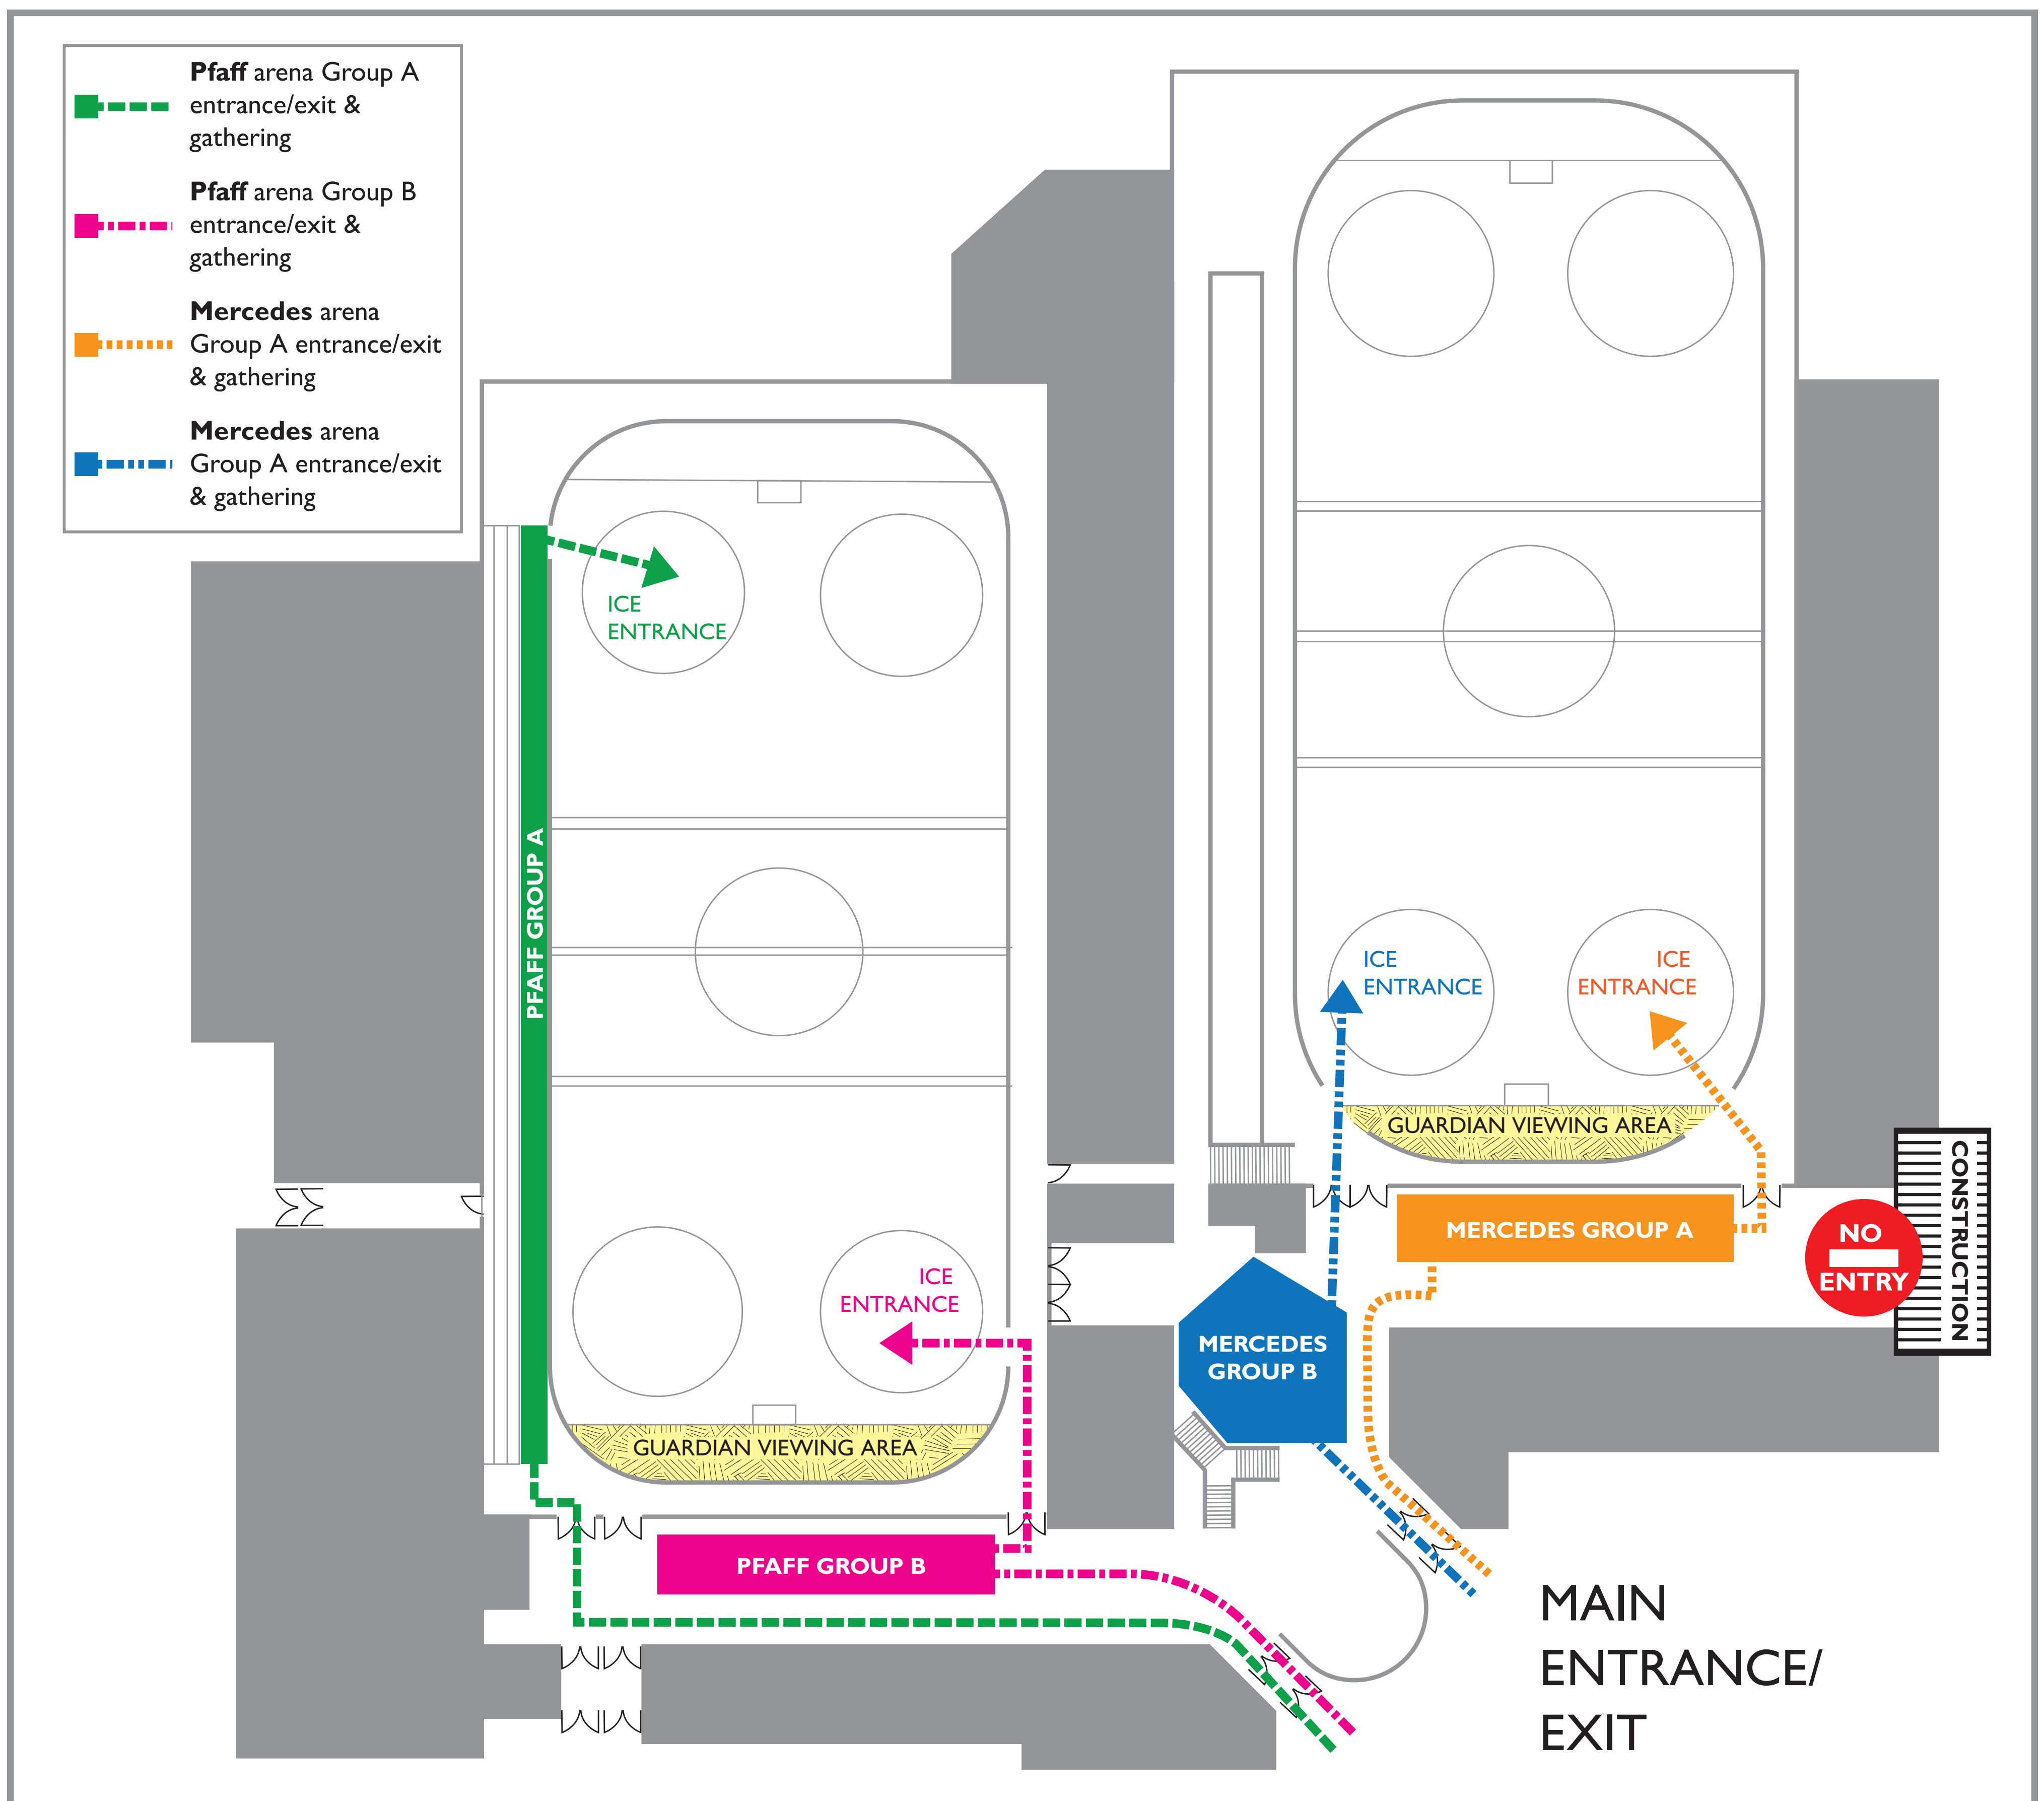 Pfaff arena Group A
entrance/exit &
gathering
Pfaff arena Group B
entrance/exit &
gathering
Mercedes arena
Group A entrance/exit
& gathering
Mercedes arena
Group A entrance/exit
& gathering
ICE
ENTRANCE
PFAFF GROUP A
ICE
ENTRANCE
ICE
ENTRANCE
GUARDIAN VIEWING AREA
MERCEDES GROUP A
NO
ENTRY
CONSTRUCTION
ICE
ENTRANCE
MERCEDES
GROUP B
GUARDIAN VIEWING AREA
PFAFF GROUP B
MAIN
ENTRANCE/
EXIT